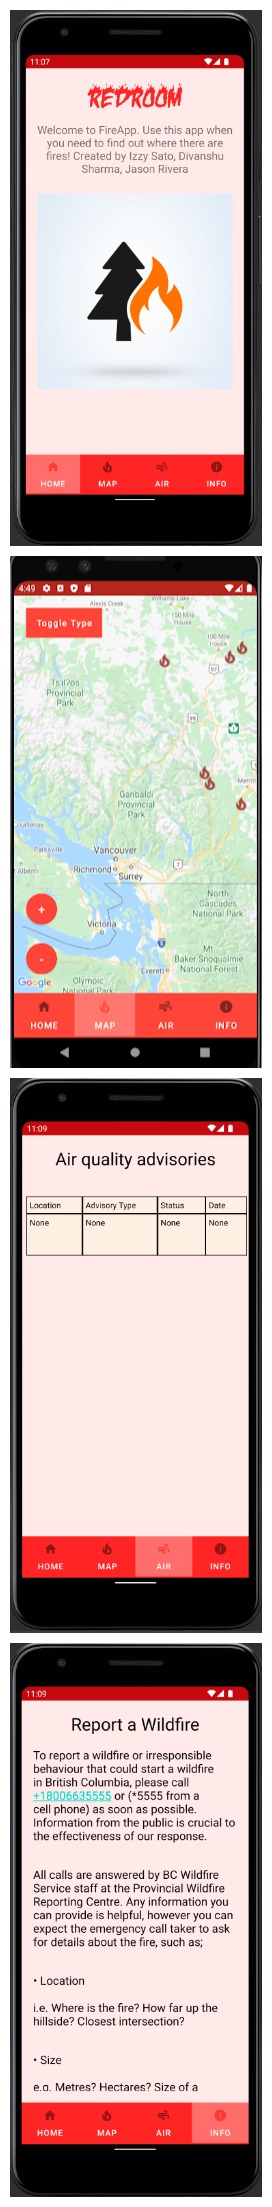 11:07
REDROOM
Welcome to FireApp. Use this app when
you need to find out where there are
fires! Created by Izzy Sato, Divanshu
Sharma, Jason Rivera
HOME MAP AIR INFO
4:49
Alexis Creek
Williams Lake
Toggle Type
150 Mile
House
100 Mile
House
97
Ts'il?os
Provincial
Park
99
1
Merritt
Garibaldi
Provincial
Park
Courtenay
Parksville
Vancouver
7
Alberni
Richmond
Surrey
North
Cascades
National Park
+
Victoria
Mt
Baker Snoqualmie
National Forest
-
Everett
Google
Olympic
National Park
HOME MAP AIR INFO
11:09
Air quality advisories
Location Advisory Type Status Date
None None None None
HOME MAP AIR INFO
11:09
Report a Wildfire
To report a wildfire or irresponsible
behaviour that could start a wildfire
in British Columbia, please call
+18006635555 or (*5555 from a
cell phone) as soon as possible.
Information from the public is crucial to
the effectiveness of our response.
All calls are answered by BC Wildfire
Service staff at the Provincial Wildfire
Reporting Centre. Any information you
can provide is helpful, however you can
expect the emergency call taker to ask
for details about the fire, such as;
• Location
i.e. Where is the fire? How far up the
hillside? Closest intersection?
• Size
e.g. Metres? Hectares? Size of a
HOME MAP AIR INFO